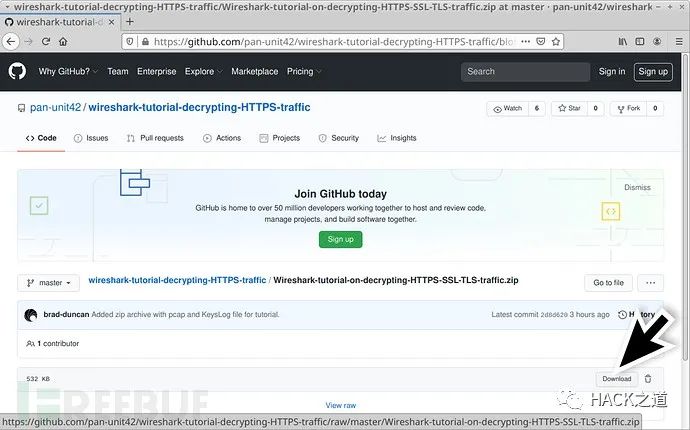 wireshark-tutorial-decrypting-HTTPS-traffic/Wireshark-tutorial-on-decrypting-HTTPS-SSL-TLS-traffic.zip at master · pan-unit42/wireshark
wireshark-tutorial-d
https://github.com/pan-unit42/wireshark-tutorial-decrypting-HTTPS-traffic/blo
Why GitHub? Team Enterprise Explore Marketplace Pricing Search Sign in Sign up
pan-unit42 / wireshark-tutorial-decrypting-HTTPS-traffic
Watch 6 Star 0 Fork 0
Code Issues Pull requests Actions Projects Security Insights
Dismiss
Join GitHub today
GitHub is home to over 50 million developers working together to host and review code,
manage projects, and build software together.
Sign up
master wireshark-tutorial-decrypting-HTTPS-traffic / Wireshark-tutorial-on-decrypting-HTTPS-SSL-TLS-traffic.zip Go to file ...
brad-duncan Added zip archive with pcap and KeysLog file for tutorial. Latest commit 2d8d620 3 hours ago History
1 contributor
532 KB Download
View raw
FREEBUF
HACK之道
https://github.com/pan-unit42/wireshark-tutorial-decrypting-HTTPS-traffic/raw/master/Wireshark-tutorial-on-decrypting-HTTPS-SSL-TLS-traffic.zip